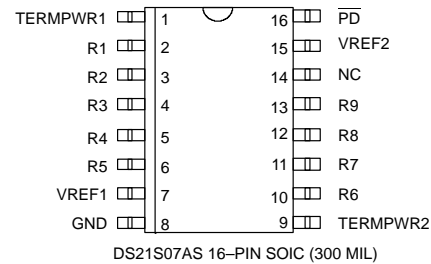 TERMPWR1 1 16 P̅D̅
R1 2 15 VREF2
R2 3 14 NC
R3 4 13 R9
R4 5 12 R8
R5 6 11 R7
VREF1 7 10 R6
GND 8 9 TERMPWR2
DS21S07AS 16–PIN SOIC (300 MIL)